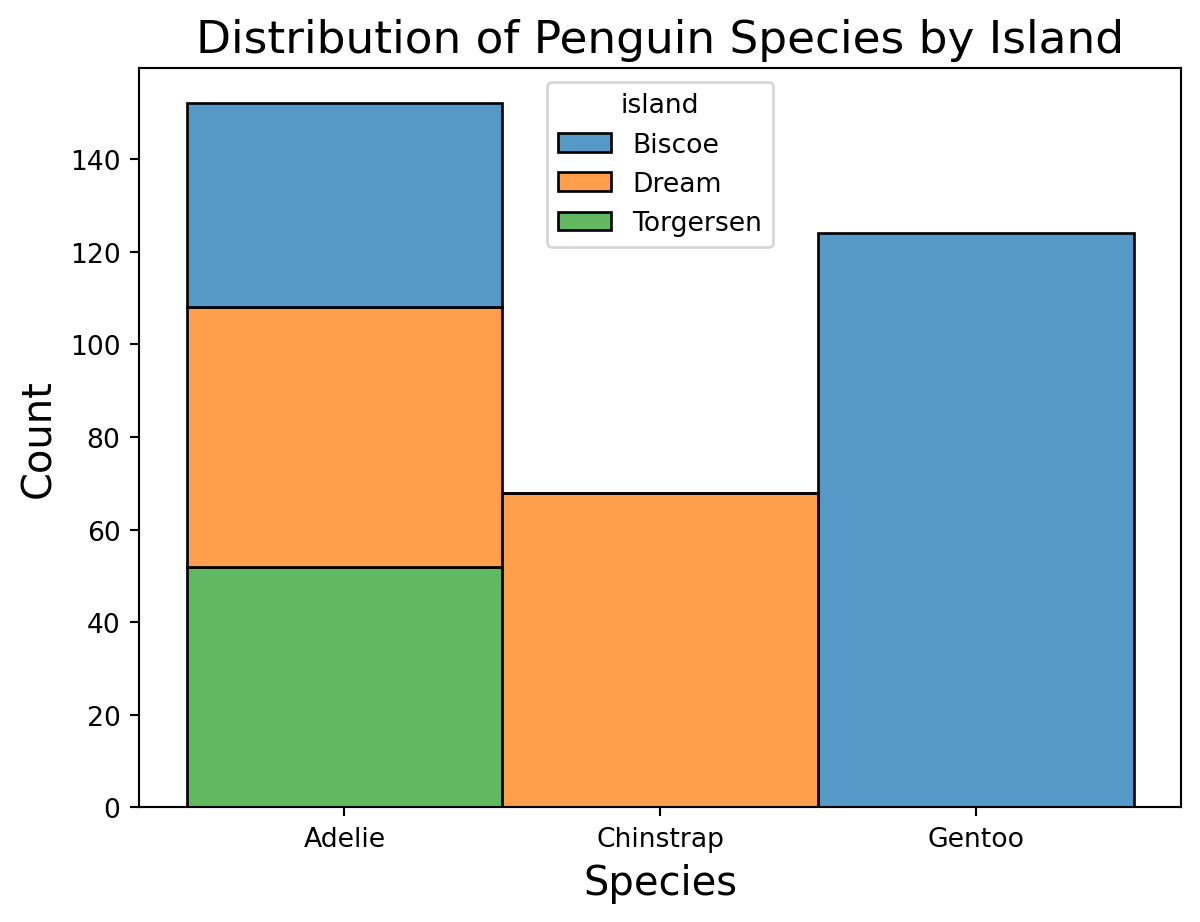 Distribution of Penguin Species by Island
island
Biscoe
Dream
Torgersen
Count
140
120
100
80
60
40
20
0
Adelie
Chinstrap
Gentoo
Species